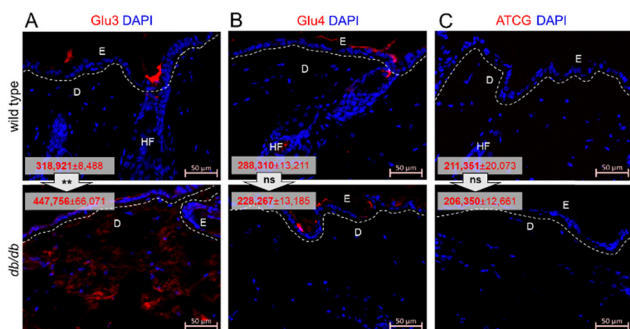 A Glu3 DAPI
B Glu4 DAPI
C ATCG DAPI
wild type
E
D
HF
318,921±8,488
50 µm
E
D
HF
288,310±13,211
50 µm
D
E
HF
211,351±20,073
50 µm
**
ns
ns
db/db
447,756±66,071
D
E
50 µm
228,267±13,185
E
D
50 µm
206,350±12,661
E
D
50 µm